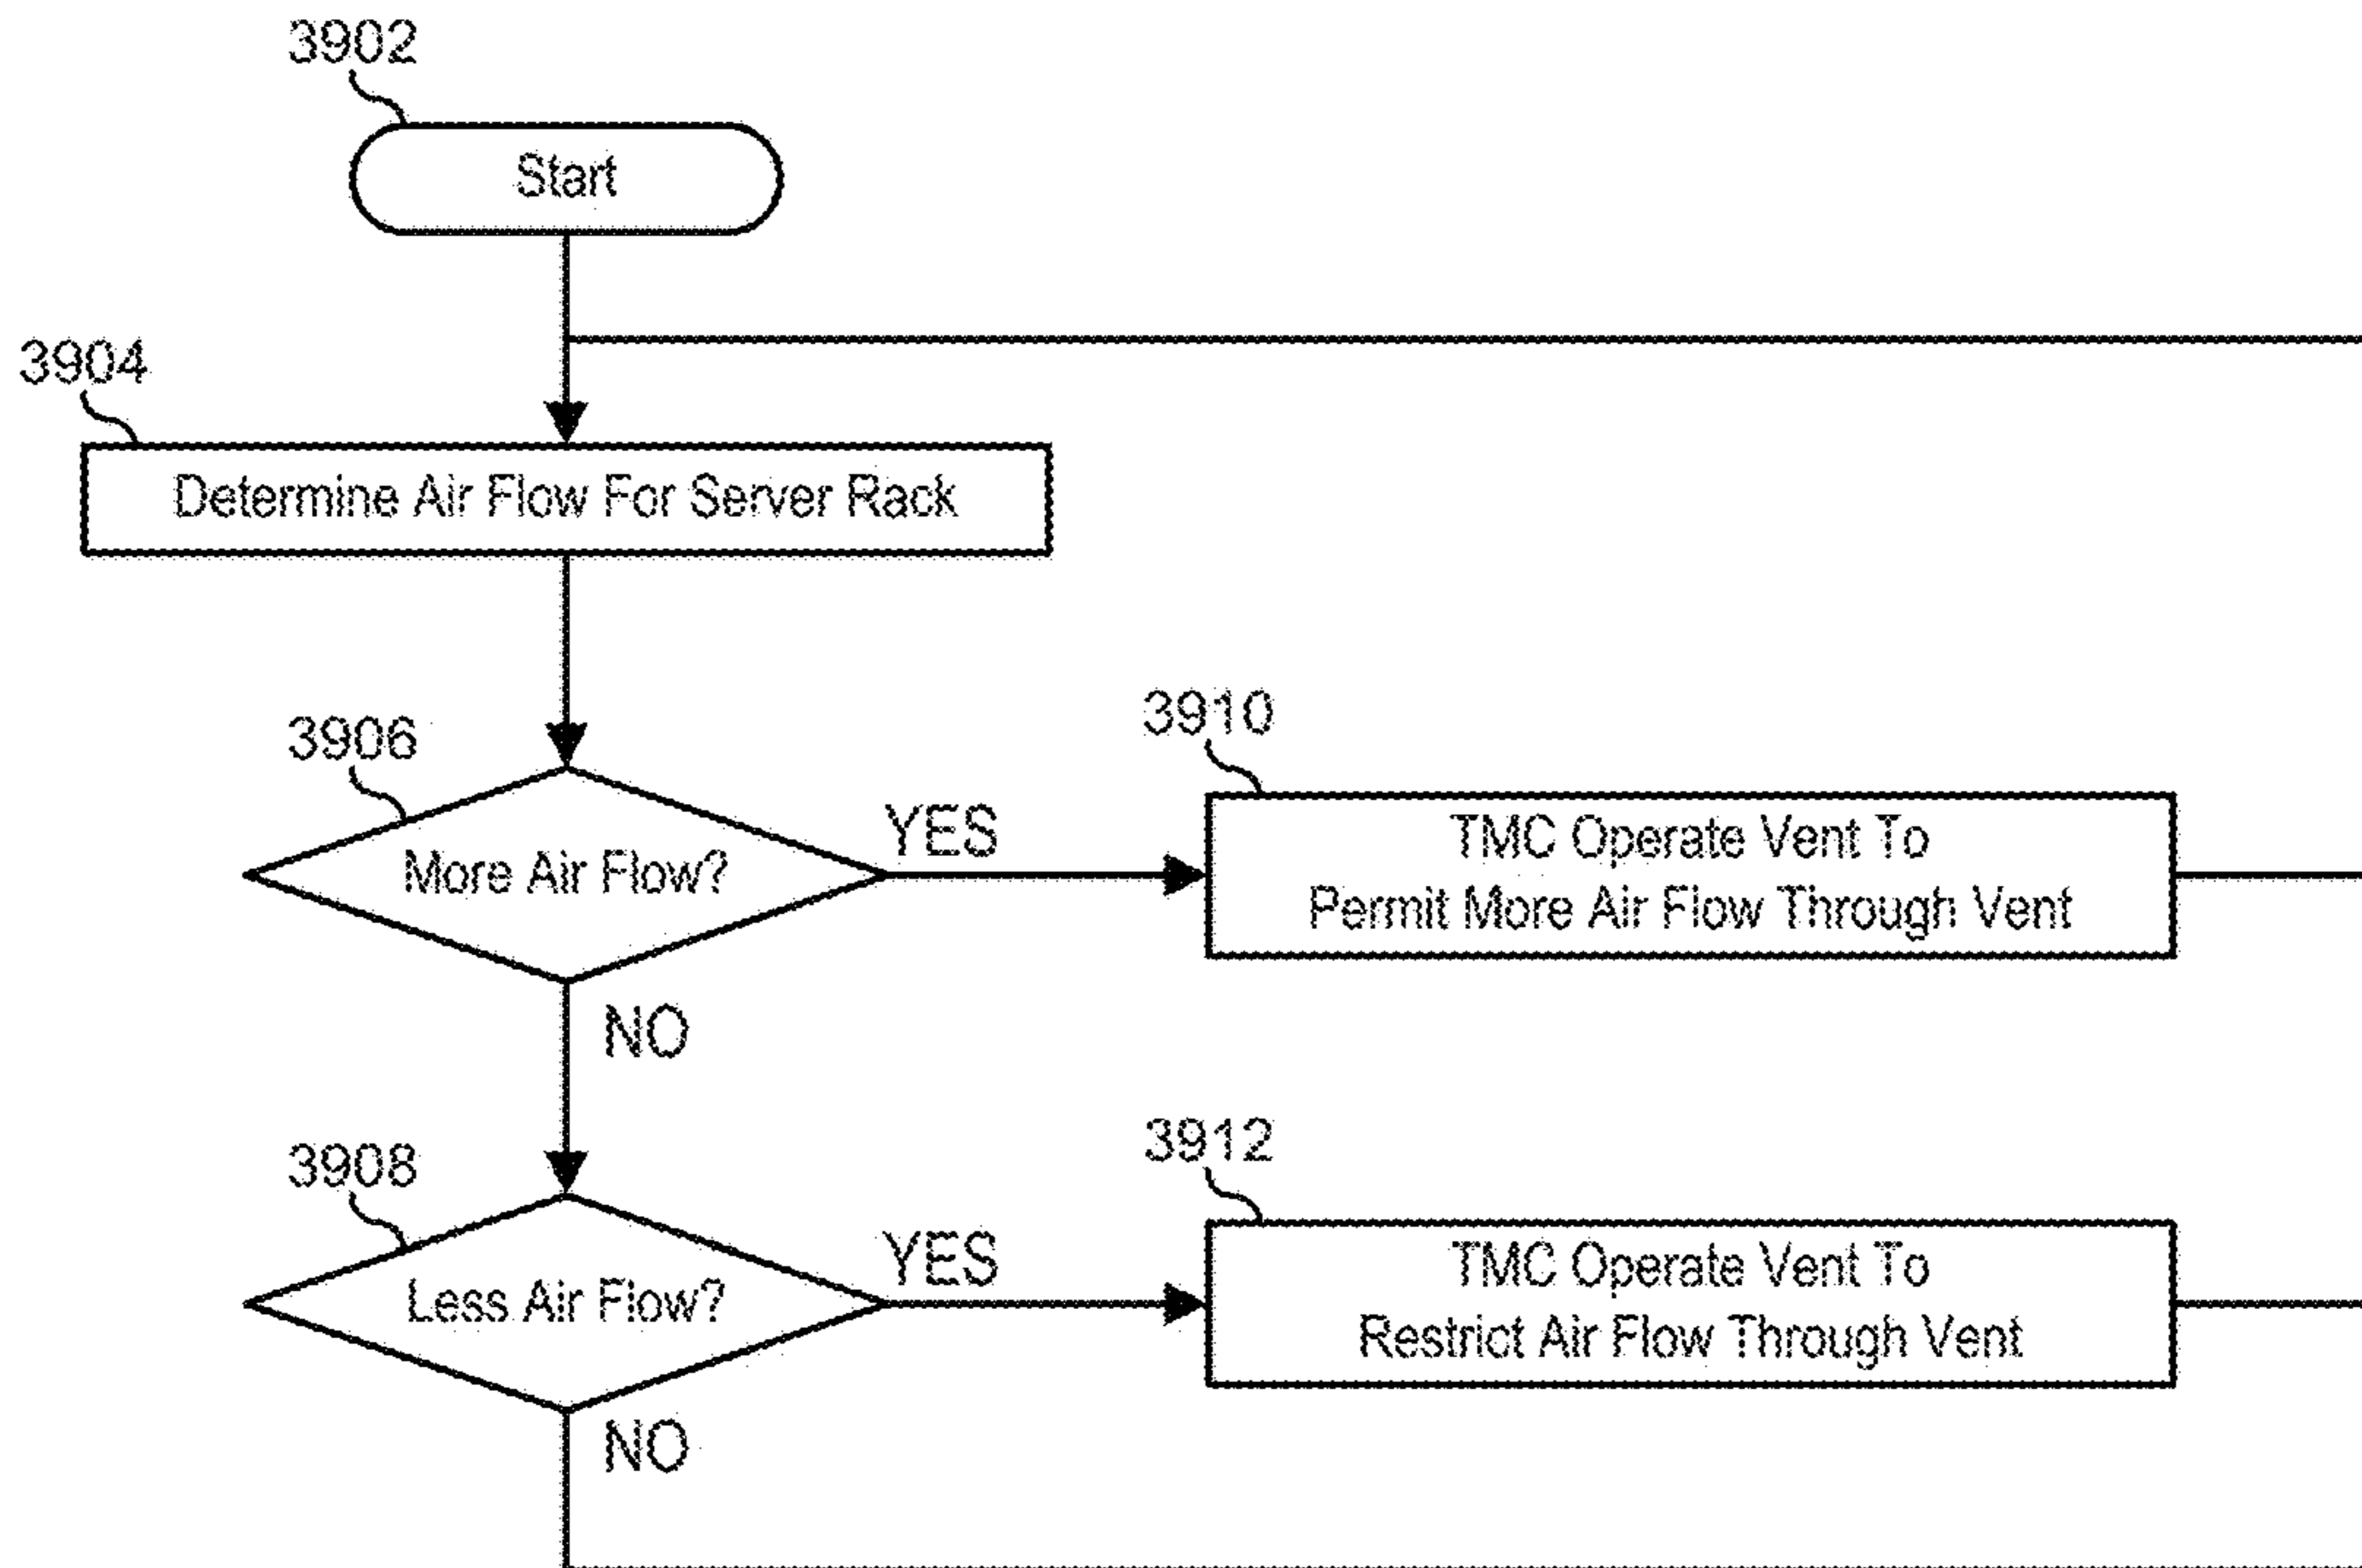 3902
Start
3904
Determine Air Flow For Server Rack
3906
More Air Flow?
YES
3910
TMC Operate Vent To
Permit More Air Flow Through Vent
NO
3908
Less Air Flow?
YES
3912
TMC Operate Vent To
Restrict Air Flow Through Vent
NO